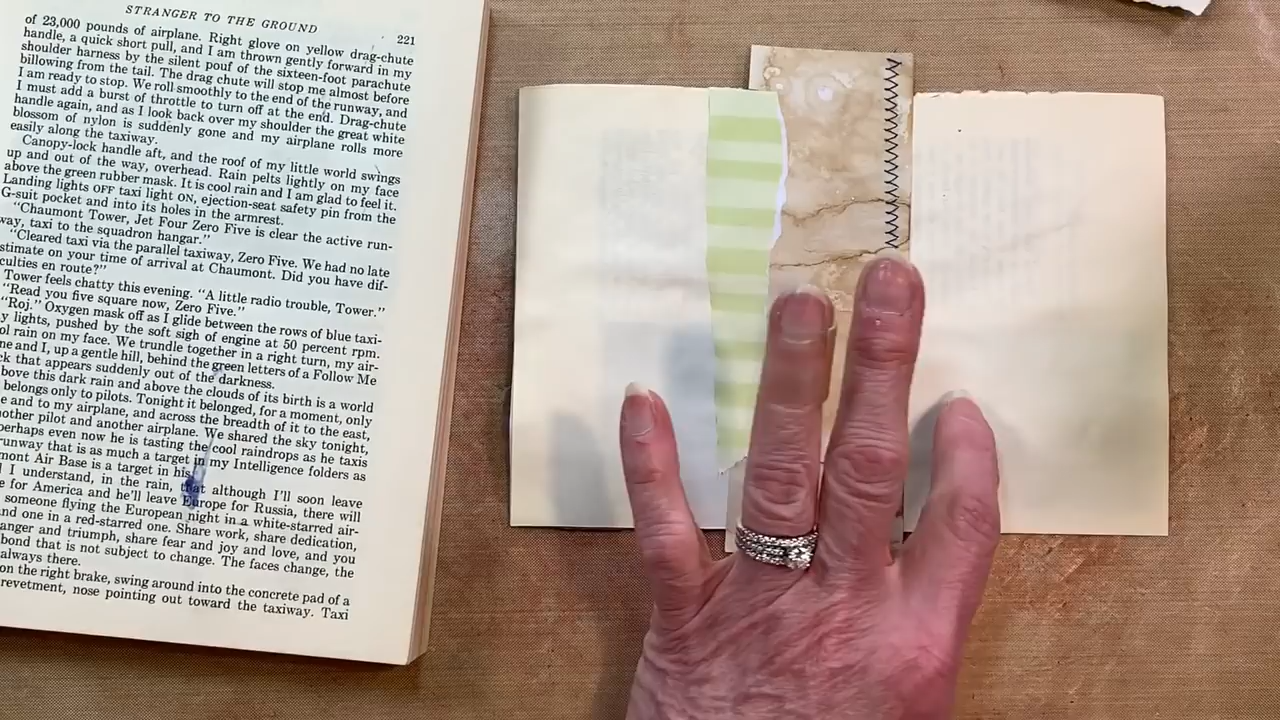 STRANGER TO THE GROUND
221
of 23,000 pounds of airplane. Right glove on yellow drag-chute
handle, a quick short pull, and I am thrown gently forward in my
shoulder harness by the silent pouf of the sixteen-foot parachute
billowing from the tail. The drag chute will stop me almost before
I am ready to stop. We roll smoothly to the end of the runway, and
I must add a burst of throttle to turn off at the end. Drag-chute
handle again, and as I look back over my shoulder the great white
blossom of nylon is suddenly gone and my airplane rolls more
easily along the taxiway.
Canopy-lock handle aft, and the roof of my little world swings
up and out of the way, overhead. Rain pelts lightly on my face
above the green rubber mask. It is cool rain and I am glad to feel it.
Landing lights OFF taxi light ON, ejection-seat safety pin from the
G-suit pocket and into its holes in the armrest.
"Chaumont Tower, Jet Four Zero Five is clear the active run-
way, taxi to the squadron hangar."
"Cleared taxi via the parallel taxiway, Zero Five. We had no late
stimate on your time of arrival at Chaumont. Did you have dif-
culties en route?"
Tower feels chatty this evening. "A little radio trouble, Tower."
"Read you five square now, Zero Five."
"Roj." Oxygen mask off as I glide between the rows of blue taxi-
y lights, pushed by the soft sigh of engine at 50 percent rpm.
ol rain on my face. We trundle together in a right turn, my air-
ne and I, up a gentle hill, behind the green letters of a Follow Me
ck that appears suddenly out of the darkness.
bove this dark rain and above the clouds of its birth is a world
belongs only to pilots. Tonight it belonged, for a moment, only
e and to my airplane, and across the breadth of it to the east,
nother pilot and another airplane. We shared the sky tonight,
perhaps even now he is tasting the cool raindrops as he taxis
runway that is as much a target in my Intelligence folders as
mont Air Base is a target in his.
I understand, in the rain, that although I'll soon leave
e for America and he'll leave Europe for Russia, there will
someone flying the European night in a white-starred air-
nd one in a red-starred one. Share work, share dedication,
anger and triumph, share fear and joy and love, and you
bond that is not subject to change. The faces change, the
always there.
on the right brake, swing around into the concrete pad of a
revetment, nose pointing out toward the taxiway. Taxi